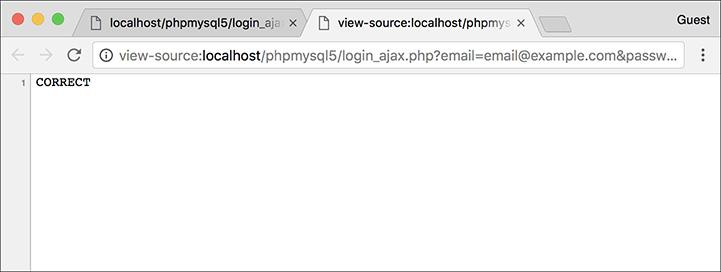 localhost/phpmysql5/login_aja
view-source:localhost/phpmys
Guest
view-source:localhost/phpmysql5/login_ajax.php?email=email@example.com&passw...
1 CORRECT